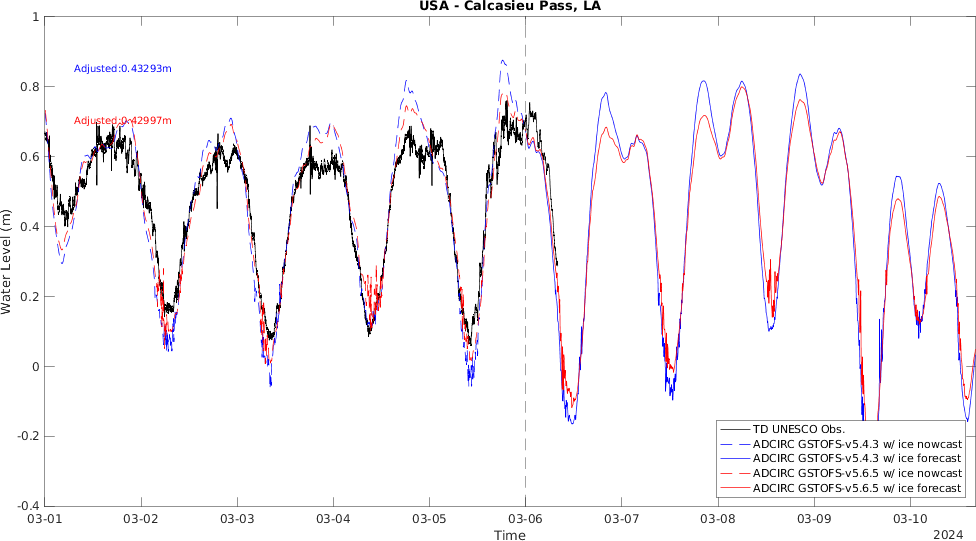 USA - Calcasieu Pass, LA
Adjusted:0.43293m
Adjusted:0.42997m
Water Level (m)
1
0.8
0.6
0.4
0.2
0
-0.2
-0.4
TD UNESCO Obs.
ADCIRC GSTOFS-v5.4.3 w/ ice nowcast
ADCIRC GSTOFS-v5.4.3 w/ ice forecast
ADCIRC GSTOFS-v5.6.5 w/ ice nowcast
ADCIRC GSTOFS-v5.6.5 w/ ice forecast
03-01 03-02 03-03 03-04 03-05 03-06 03-07 03-08 03-09 03-10
Time
2024